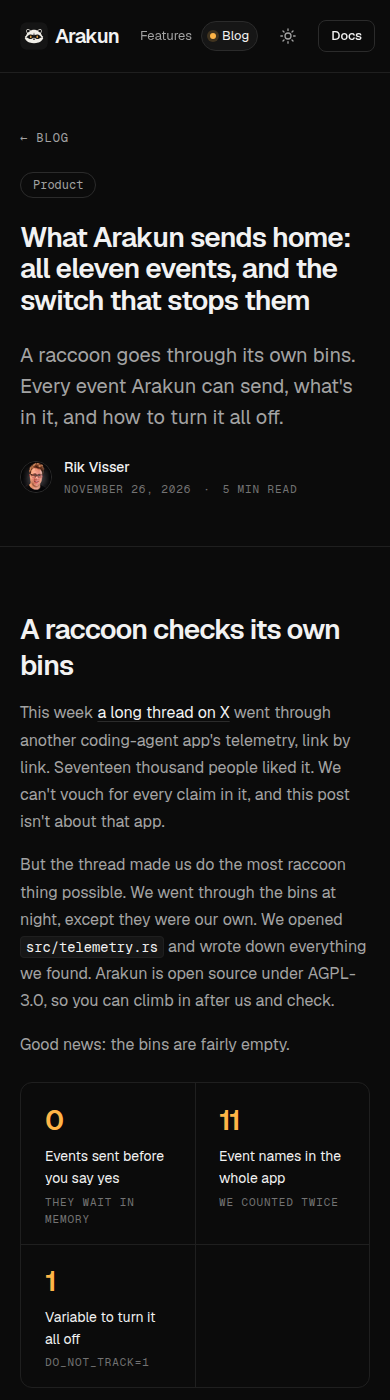 Arakun
Features
Blog
Docs
← BLOG
Product
What Arakun sends home:
all eleven events, and the
switch that stops them
A raccoon goes through its own bins.
Every event Arakun can send, what's
in it, and how to turn it all off.
Rik Visser
NOVEMBER 26, 2026 · 5 MIN READ
A raccoon checks its own
bins
This week a long thread on X went through
another coding-agent app's telemetry, link by
link. Seventeen thousand people liked it. We
can't vouch for every claim in it, and this post
isn't about that app.
But the thread made us do the most raccoon
thing possible. We went through the bins at
night, except they were our own. We opened
src/telemetry.rs and wrote down everything
we found. Arakun is open source under AGPL-
3.0, so you can climb in after us and check.
Good news: the bins are fairly empty.
0
Events sent before
you say yes
THEY WAIT IN
MEMORY
11
Event names in the
whole app
WE COUNTED TWICE
1
Variable to turn it
all off
DO_NOT_TRACK=1